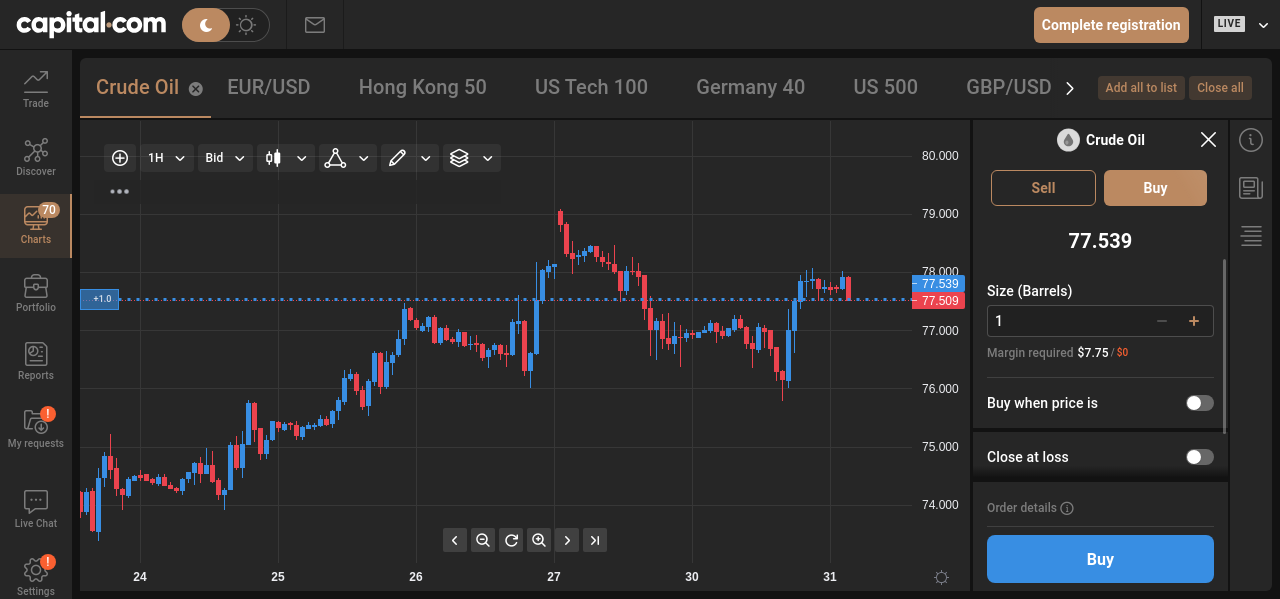 capital.com
Complete registration
LIVE
Trade
Discover
70
Charts
Portfolio
Reports
!
My requests
Live Chat
!
Settings
Crude Oil
EUR/USD
Hong Kong 50
US Tech 100
Germany 40
US 500
GBP/USD
Add all to list
Close all
1H
Bid
+1.0
80.000
79.000
78.000
77.539
77.509
77.000
76.000
75.000
74.000
24
25
26
27
30
31
Crude Oil
Sell
Buy
77.539
Size (Barrels)
1
Margin required $7.75 / $0
Buy when price is
Close at loss
Order details
Buy